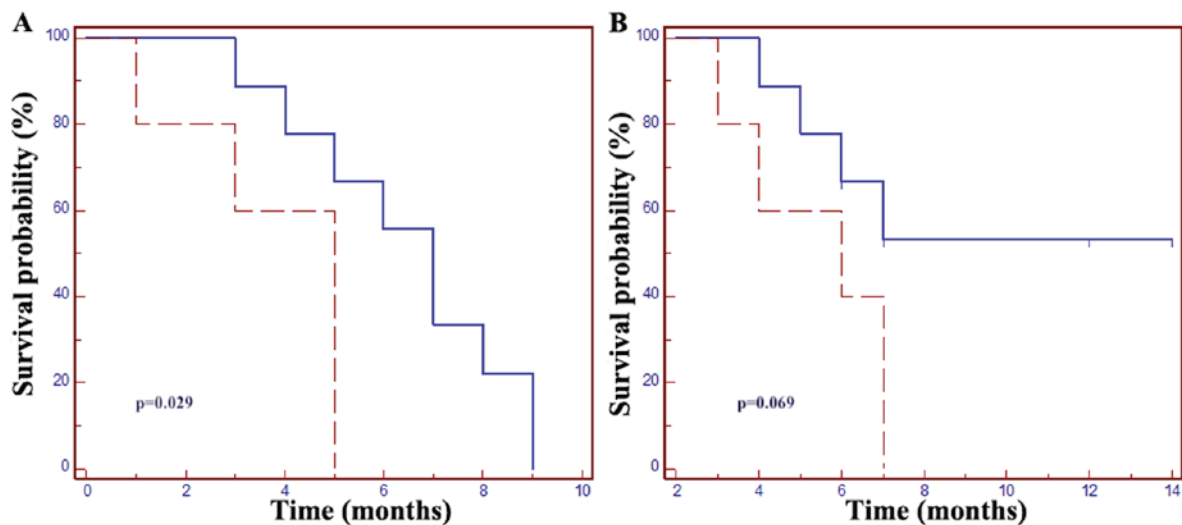 A
Survival probability (%)
100
80
60
40
20
0
p=0.029
0 2 4 6 8 10
Time (months)
B
Survival probability (%)
100
80
60
40
20
0
p=0.069
2 4 6 8 10 12 14
Time (months)